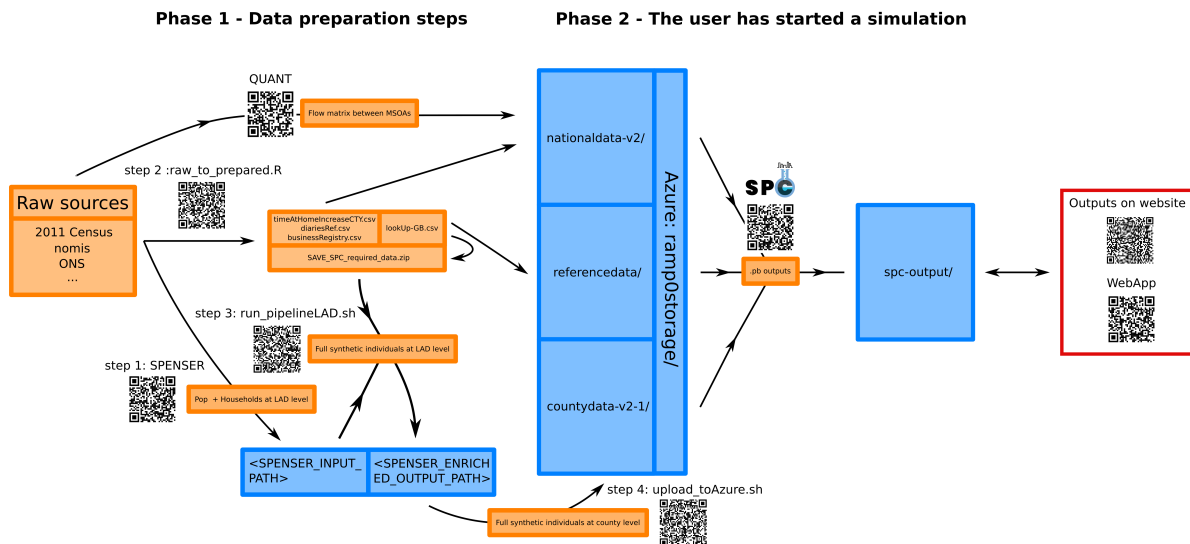 Phase 1 - Data preparation steps
Phase 2 - The user has started a simulation
QUANT
Flow matrix between MSOAs
step 2 :raw_to_prepared.R
Raw sources
2011 Census
nomis
ONS
...
timeAtHomeIncreaseCTY.csv
diariesRef.csv
businessRegistry.csv
lookUp-GB.csv
SAVE_SPC_required_data.zip
step 3: run_pipelineLAD.sh
Full synthetic individuals at LAD level
step 1: SPENSER
Pop + Households at LAD level
<SPENSER_INPUT_
PATH>
<SPENSER_ENRICH
ED_OUTPUT_PATH>
Full synthetic individuals at county level
step 4: upload_toAzure.sh
nationaldata-v2/
referencedata/
countydata-v2-1/
Azure: ramp0storage/
SPC
.pb outputs
spc-output/
Outputs on website
WebApp